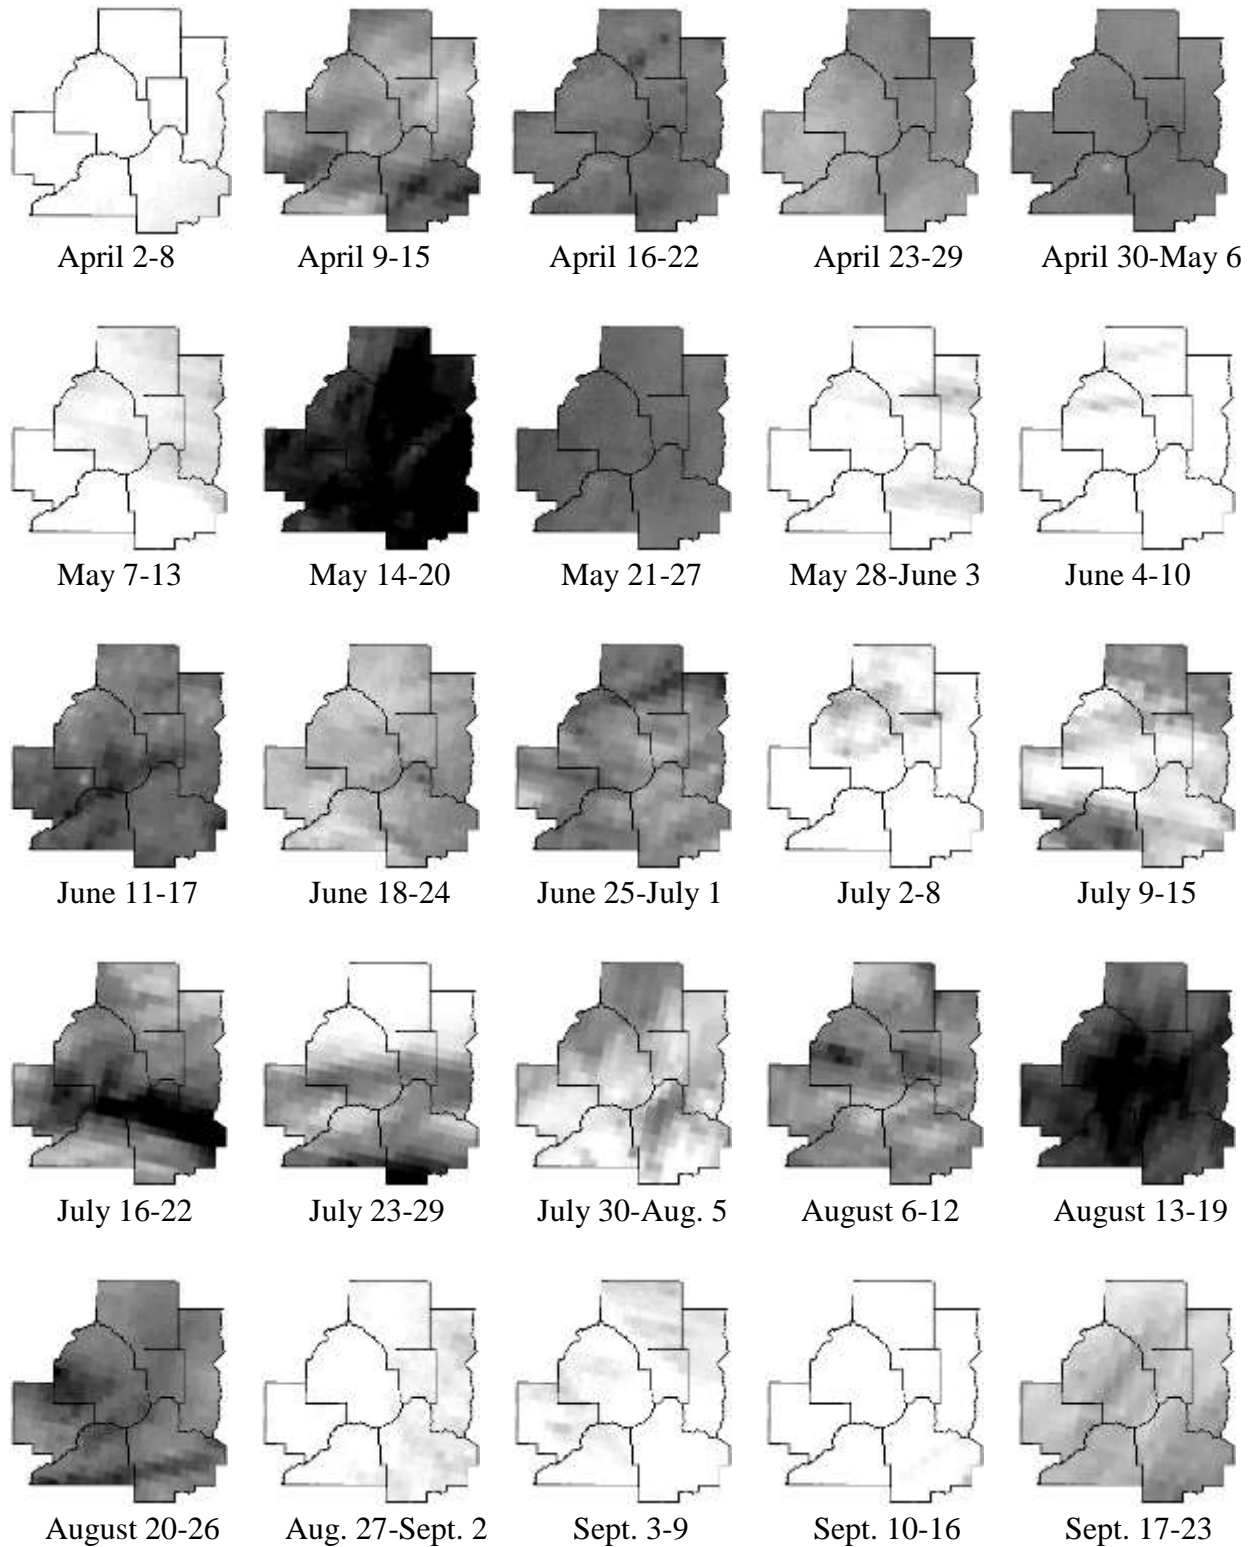 April 2-8
April 9-15
April 16-22
April 23-29
April 30-May 6
May 7-13
May 14-20
May 21-27
May 28-June 3
June 4-10
June 11-17
June 18-24
June 25-July 1
July 2-8
July 9-15
July 16-22
July 23-29
July 30-Aug. 5
August 6-12
August 13-19
August 20-26
Aug. 27-Sept. 2
Sept. 3-9
Sept. 10-16
Sept. 17-23